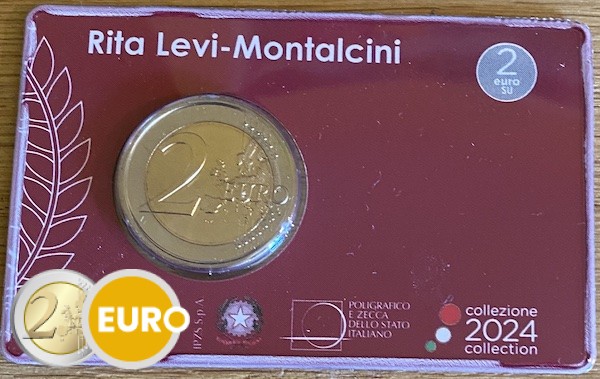 Rita Levi-Montalcini
2
euro
SU
2 EURO
IPZS S.p.A
POLIGRAFICO
E ZECCA
DELLO STATO
ITALIANO
collezione
2024
collection
2
EURO